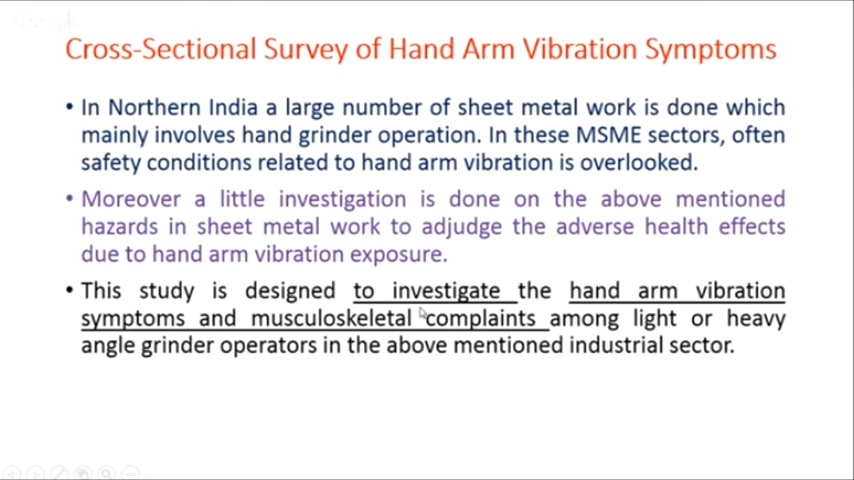 Google
Cross-Sectional Survey of Hand Arm Vibration Symptoms
• In Northern India a large number of sheet metal work is done which
mainly involves hand grinder operation. In these MSME sectors, often
safety conditions related to hand arm vibration is overlooked.
• Moreover a little investigation is done on the above mentioned
hazards in sheet metal work to adjudge the adverse health effects
due to hand arm vibration exposure.
• This study is designed to investigate the hand arm vibration
symptoms and musculoskeletal complaints among light or heavy
angle grinder operators in the above mentioned industrial sector.